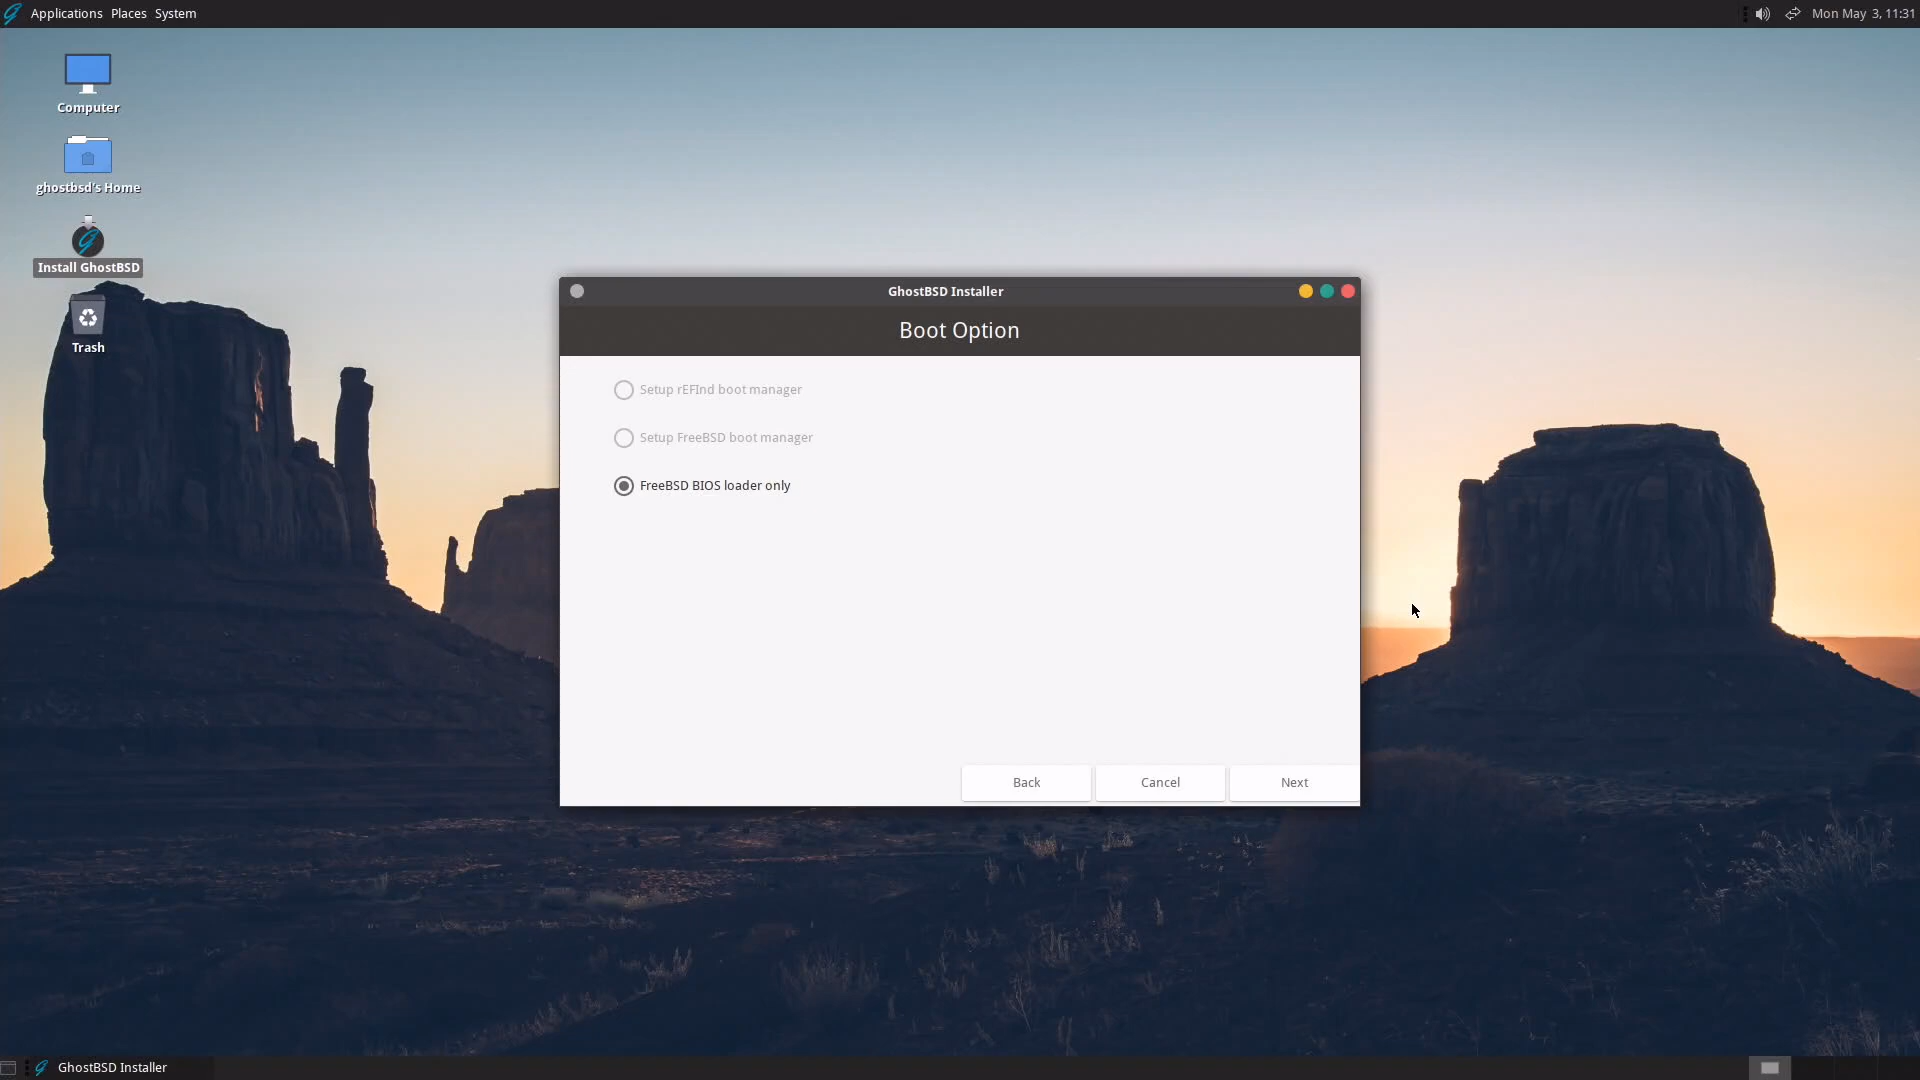 Applications Places System
Mon May 3, 11:31
Computer
ghostbsd's Home
Install GhostBSD
Trash
GhostBSD Installer
Boot Option
Setup rEFInd boot manager
Setup FreeBSD boot manager
FreeBSD BIOS loader only
Back Cancel Next
GhostBSD Installer